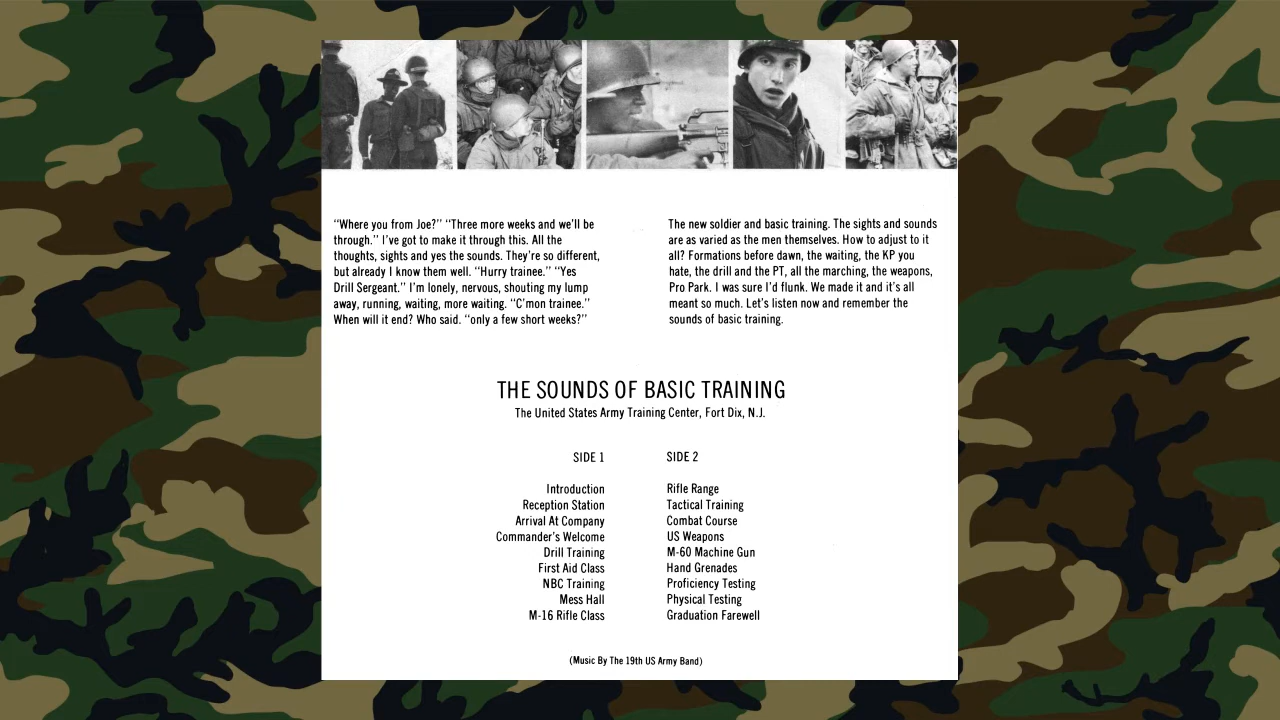 "Where you from Joe?" "Three more weeks and we'll be
through." I've got to make it through this. All the
thoughts, sights and yes the sounds. They're so different,
but already I know them well. "Hurry trainee." "Yes
Drill Sergeant." I'm lonely, nervous, shouting my lump
away, running, waiting, more waiting. "C'mon trainee."
When will it end? Who said. "only a few short weeks?"
The new soldier and basic training. The sights and sounds
are as varied as the men themselves. How to adjust to it
all? Formations before dawn, the waiting, the KP you
hate, the drill and the PT, all the marching, the weapons,
Pro Park. I was sure I'd flunk. We made it and it's all
meant so much. Let's listen now and remember the
sounds of basic training.
THE SOUNDS OF BASIC TRAINING
The United States Army Training Center, Fort Dix, N.J.
SIDE 1
Introduction
Reception Station
Arrival At Company
Commander's Welcome
Drill Training
First Aid Class
NBC Training
Mess Hall
M-16 Rifle Class
SIDE 2
Rifle Range
Tactical Training
Combat Course
US Weapons
M-60 Machine Gun
Hand Grenades
Proficiency Testing
Physical Testing
Graduation Farewell
(Music By The 19th US Army Band)